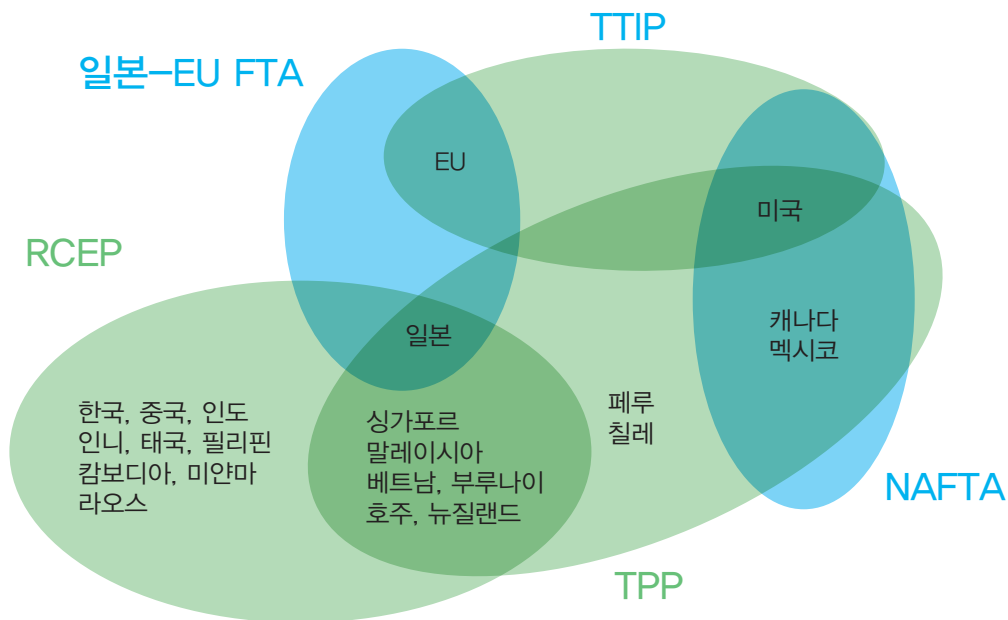 TTIP
일본-EU FTA
EU
미국
RCEP
캐나다
멕시코
일본
한국, 중국, 인도
인니, 태국, 필리핀
캄보디아, 미얀마
라오스
싱가포르
말레이시아
베트남, 부루나이
호주, 뉴질랜드
페루
칠레
NAFTA
TPP